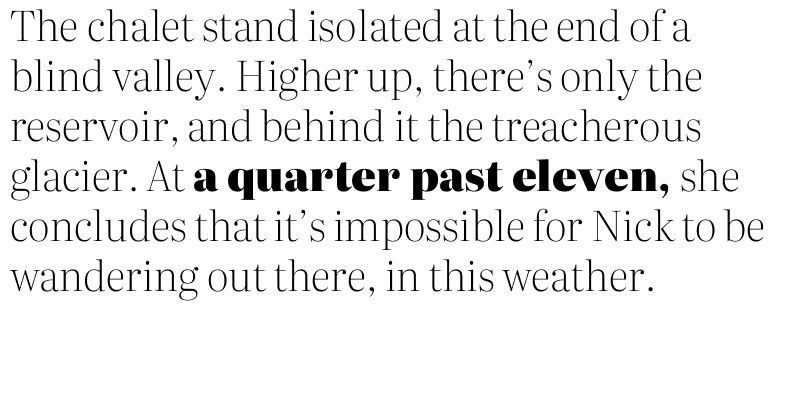 The chalet stand isolated at the end of a
blind valley. Higher up, there’s only the
reservoir, and behind it the treacherous
glacier. At a quarter past eleven, she
concludes that it’s impossible for Nick to be
wandering out there, in this weather.